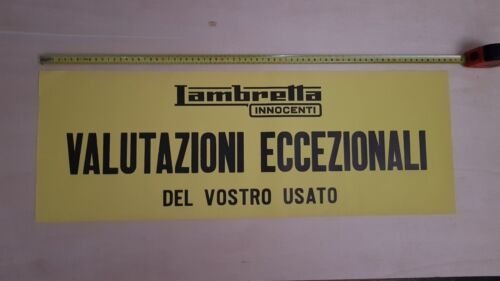 Lambretta
INNOCENTI
VALUTAZIONI ECCEZIONALI
DEL VOSTRO USATO